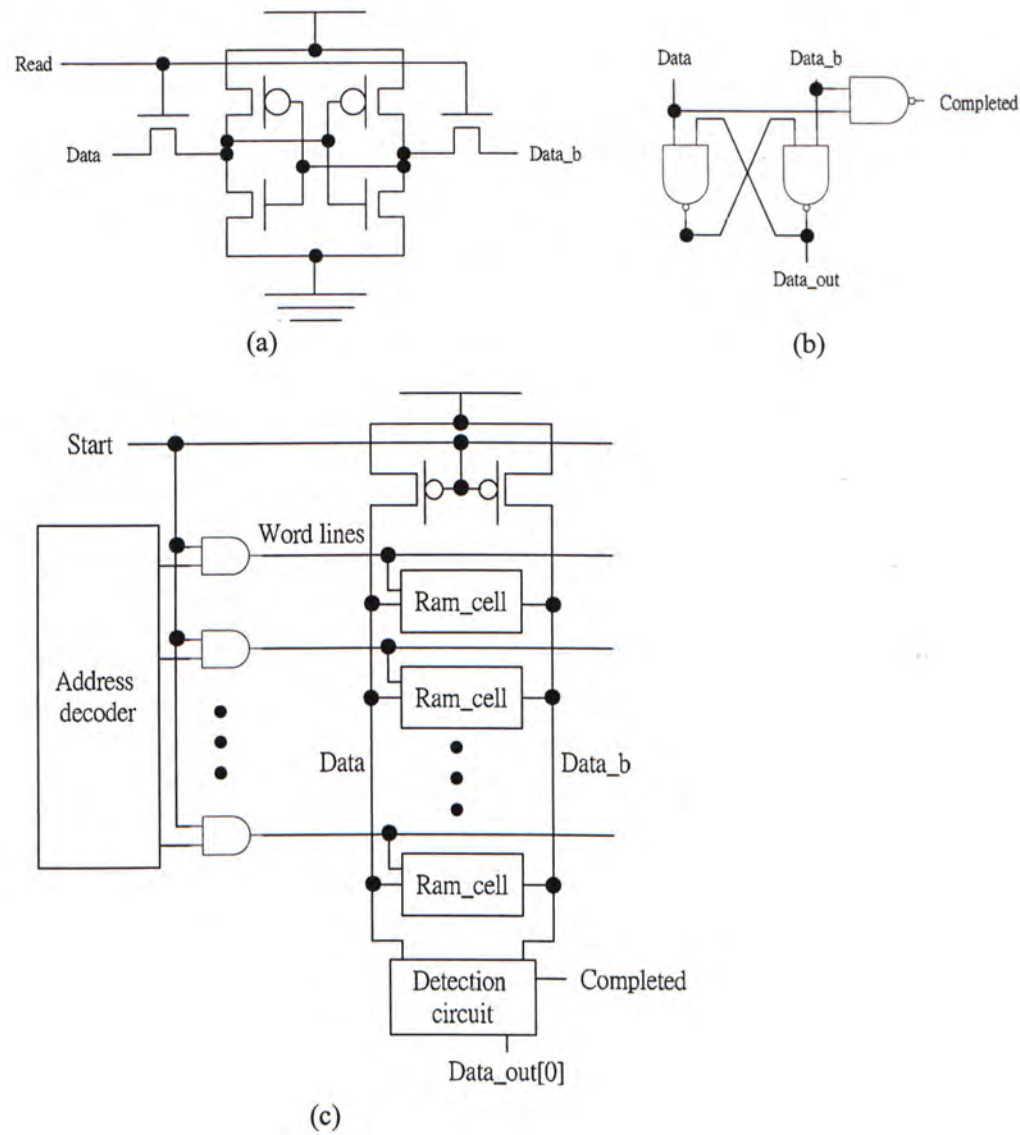 Read
Data
Data_b
(a)
Data
Data_b
Completed
Data_out
(b)
Start
Word lines
Address
decoder
Ram_cell
Ram_cell
Data
Data_b
Ram_cell
Detection
circuit
Completed
Data_out[0]
(c)